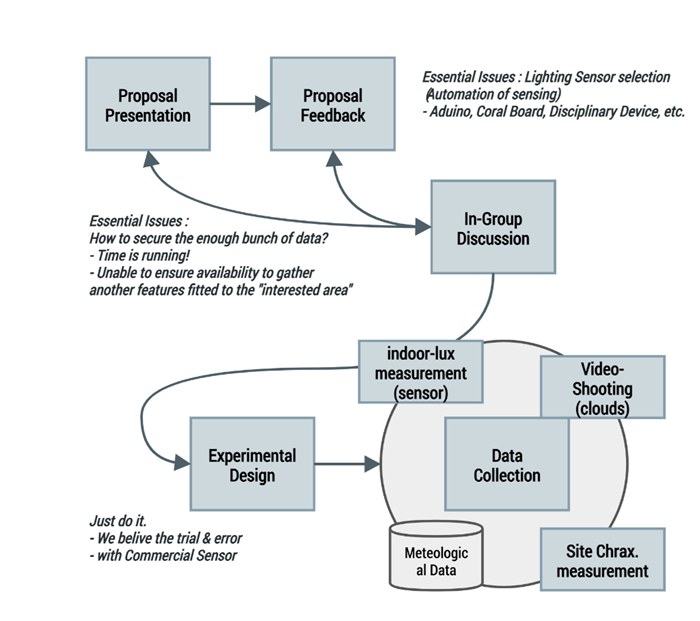 Proposal
Presentation
Proposal
Feedback
Essential Issues : Lighting Sensor selection
(Automation of sensing)
- Aduino, Coral Board, Disciplinary Device, etc.
Essential Issues :
How to secure the enough bunch of data?
- Time is running!
- Unable to ensure availability to gather
another features fitted to the "interested area"
In-Group
Discussion
indoor-lux
measurement
(sensor)
Video-
Shooting
(clouds)
Experimental
Design
Data
Collection
Just do it.
- We belive the trial & error
- with Commercial Sensor
Meteologic
al Data
Site Chrax.
measurement